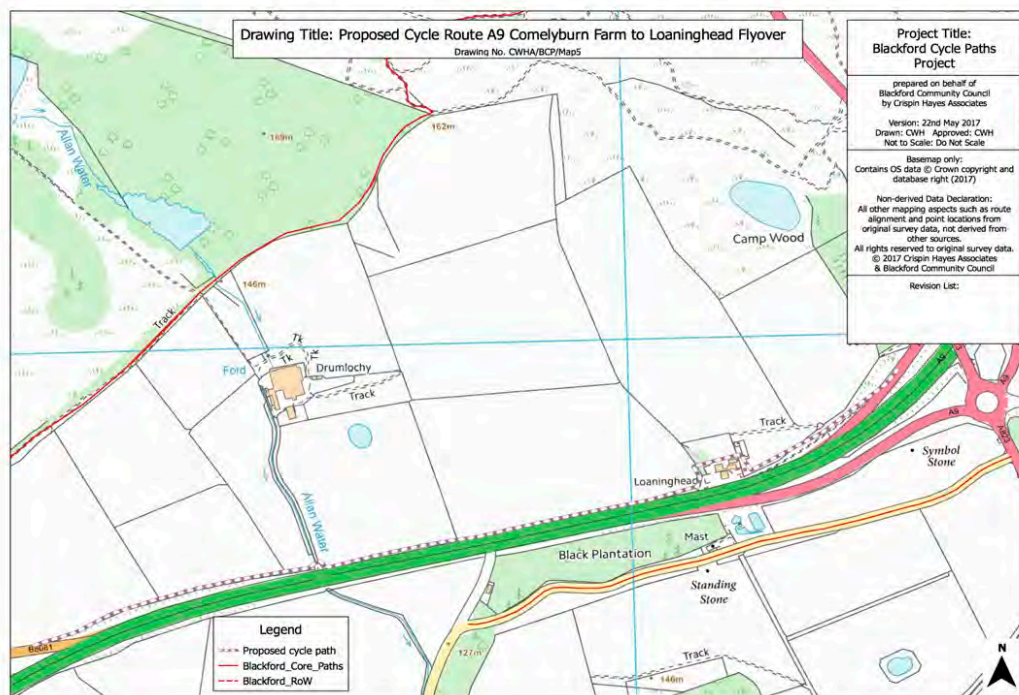 Drawing Title: Proposed Cycle Route A9 Comelyburn Farm to Loaninghead Flyover
Drawing No. CWHA/BCP/Map5
Project Title:
Blackford Cycle Paths
Project
prepared on behalf of
Blackford Community Council
by Crispin Hayes Associates
Version: 22nd May 2017
Drawn: CWH Approved: CWH
Not to Scale: Do Not Scale
Basemap only:
Contains OS data © Crown copyright and
database right (2017)
Non-derived Data Declaration:
All other mapping aspects such as route
alignment and point locations from
original survey data, not derived from
other sources.
All rights reserved to original survey data.
© 2017 Crispin Hayes Associates
& Blackford Community Council
Revision List:
162m
169m
Allan Water
Camp Wood
146m
Track
Tk
Tk
Tk
Ford
Drumlochy
Track
A9
A9
A9
A823
Track
Symbol
Stone
Loaninghead
Allan Water
Mast
Black Plantation
Standing
Stone
B8081
127m
Track
146m
Legend
Proposed cycle path
Blackford_Core_Paths
Blackford_RoW
N